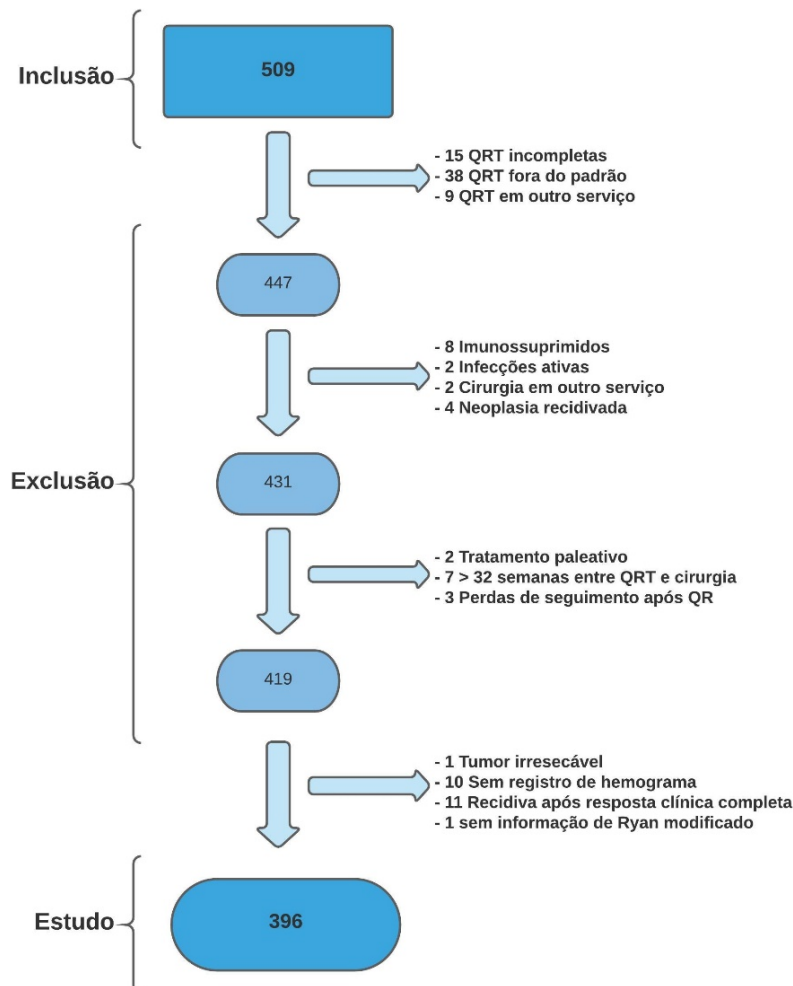 Inclusão
509
- 15 QRT incompletas
- 38 QRT fora do padrão
- 9 QRT em outro serviço
447
- 8 Imunossuprimidos
- 2 Infecções ativas
- 2 Cirurgia em outro serviço
- 4 Neoplasia recidivada
Exclusão
431
- 2 Tratamento paleativo
- 7 > 32 semanas entre QRT e cirurgia
- 3 Perdas de seguimento após QR
419
- 1 Tumor irresecável
- 10 Sem registro de hemograma
- 11 Recidiva após resposta clínica completa
- 1 sem informação de Ryan modificado
Estudo
396